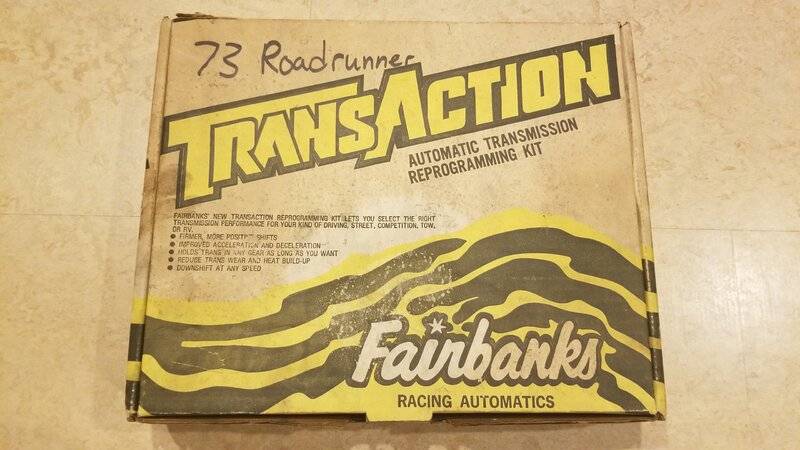 73 Roadrunner
TRANSACTION
AUTOMATIC TRANSMISSION
REPROGRAMMING KIT
FAIRBANKS' NEW TRANSACTION REPROGRAMMING KIT LETS YOU SELECT THE RIGHT
TRANSMISSION PERFORMANCE FOR YOUR KIND OF DRIVING, STREET, COMPETITION, TOW,
OR RV.
● FIRMER, MORE POSITIVE SHIFTS
● IMPROVED ACCELERATION AND DECELERATION
● HOLDS TRANS IN ANY GEAR AS LONG AS YOU WANT
● REDUCE TRANS WEAR AND HEAT BUILD-UP
● DOWNSHIFT AT ANY SPEED
Fairbanks
RACING AUTOMATICS